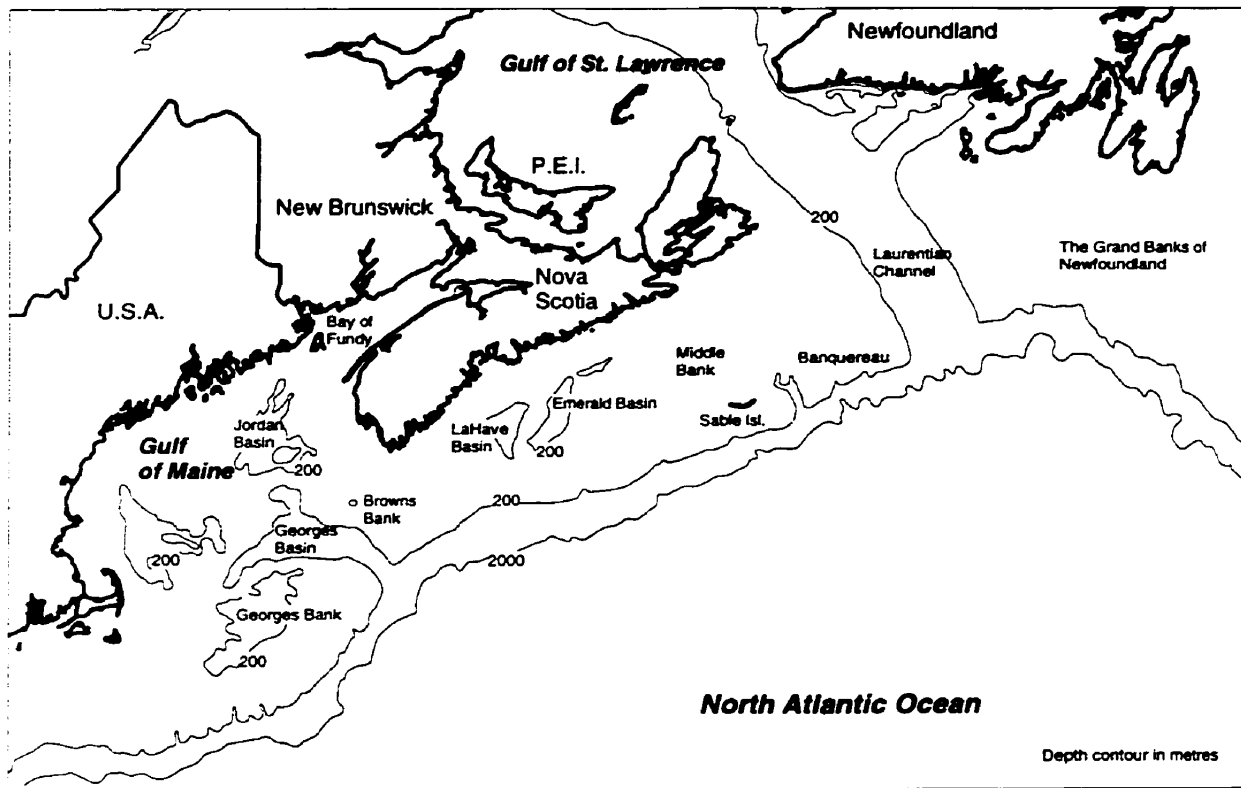 Newfoundland
Gulf of St. Lawrence
P.E.I.
New Brunswick
200
Laurentian
Channel
The Grand Banks of
Newfoundland
Nova
Scotia
U.S.A.
Bay of
Fundy
Middle
Bank
Banquereau
Emerald Basin
Sable Isl.
LaHave
Basin
200
Jordan
Basin
Gulf
of Maine
200
200
Browns
Bank
Georges
Basin
200
2000
Georges Bank
200
North Atlantic Ocean
Depth contour in metres